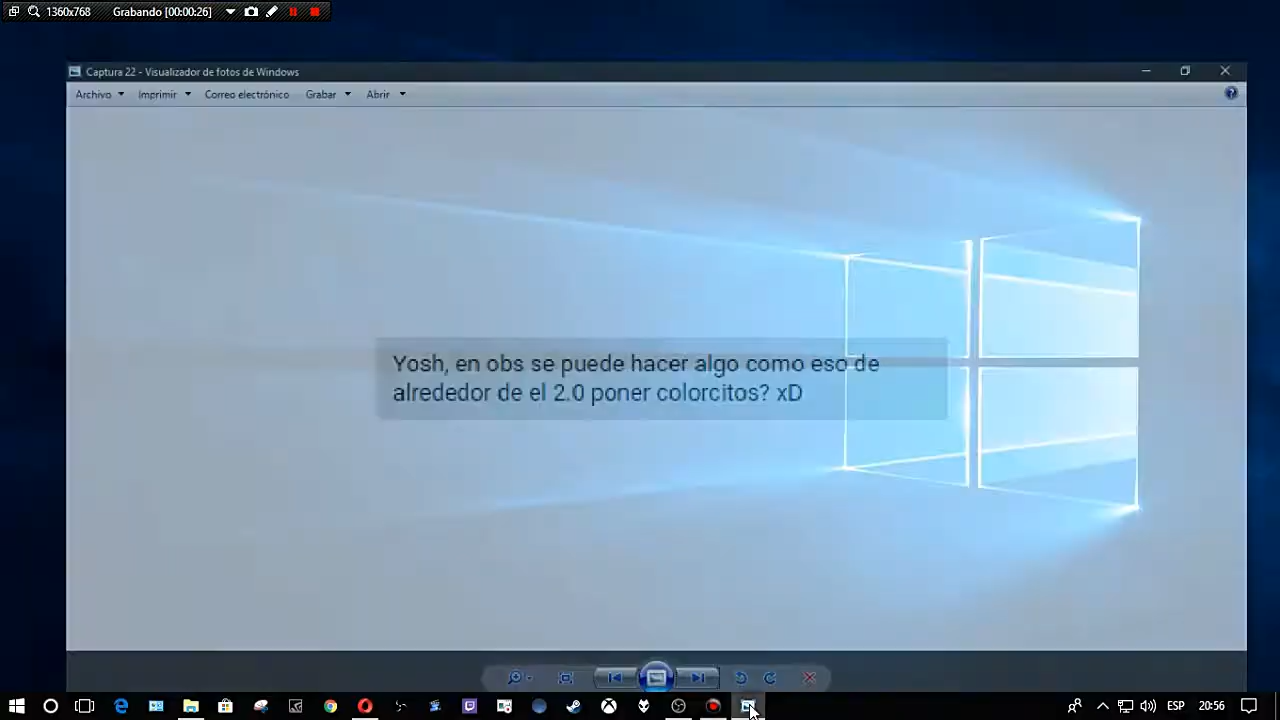 1360x768 Grabando [00:00:26]
Captura 22 - Visualizador de fotos de Windows
Archivo Imprimir Correo electrónico Grabar Abrir
Yosh, en obs se puede hacer algo como eso de
alrededor de el 2.0 poner colorcitos? xD
ESP 20:56